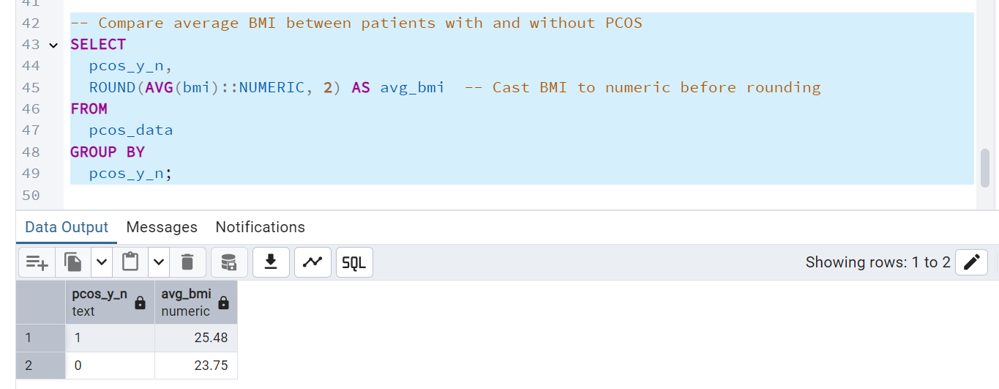 41
42 -- Compare average BMI between patients with and without PCOS
43 SELECT
44 pcos_y_n,
45 ROUND(AVG(bmi)::NUMERIC, 2) AS avg_bmi -- Cast BMI to numeric before rounding
46 FROM
47 pcos_data
48 GROUP BY
49 pcos_y_n;
50
Data Output Messages Notifications
SQL Showing rows: 1 to 2
pcos_y_n avg_bmi
text numeric
1 1 25.48
2 0 23.75